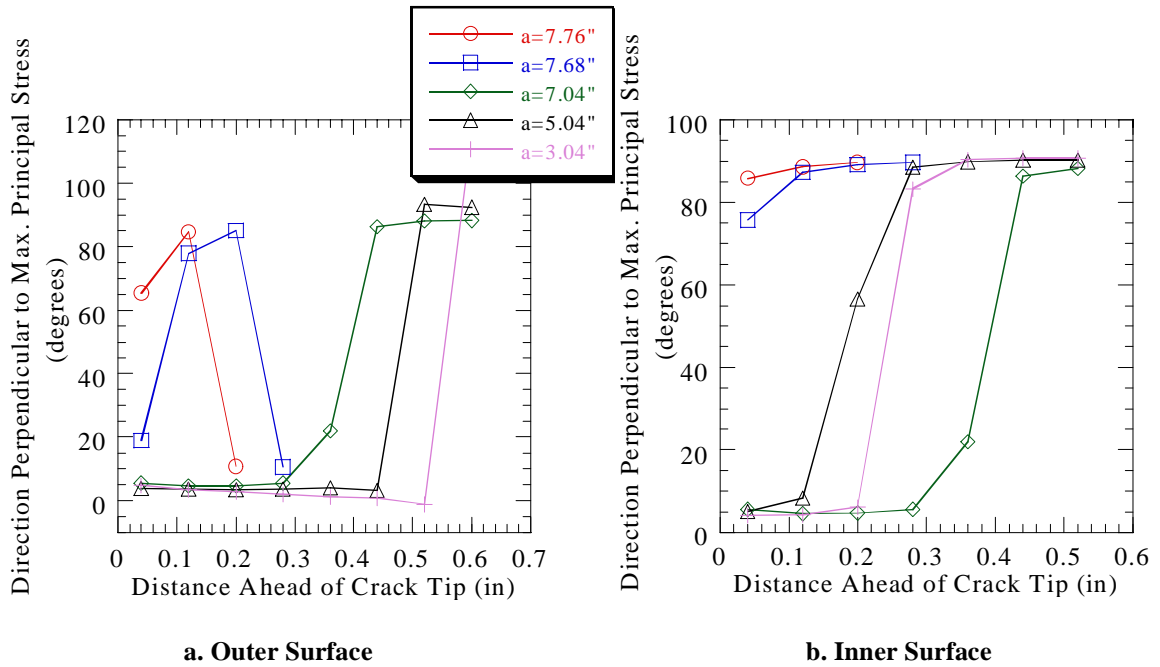 a=7.76"
a=7.68"
a=7.04"
a=5.04"
a=3.04"
Direction Perpendicular to Max. Principal Stress
(degrees)
120
100
80
60
40
20
0
0 0.1 0.2 0.3 0.4 0.5 0.6 0.7
Distance Ahead of Crack Tip (in)
a. Outer Surface
Direction Perpendicular to Max. Principal Stress
(degrees)
100
80
60
40
20
0
0 0.1 0.2 0.3 0.4 0.5 0.6
Distance Ahead of Crack Tip (in)
b. Inner Surface